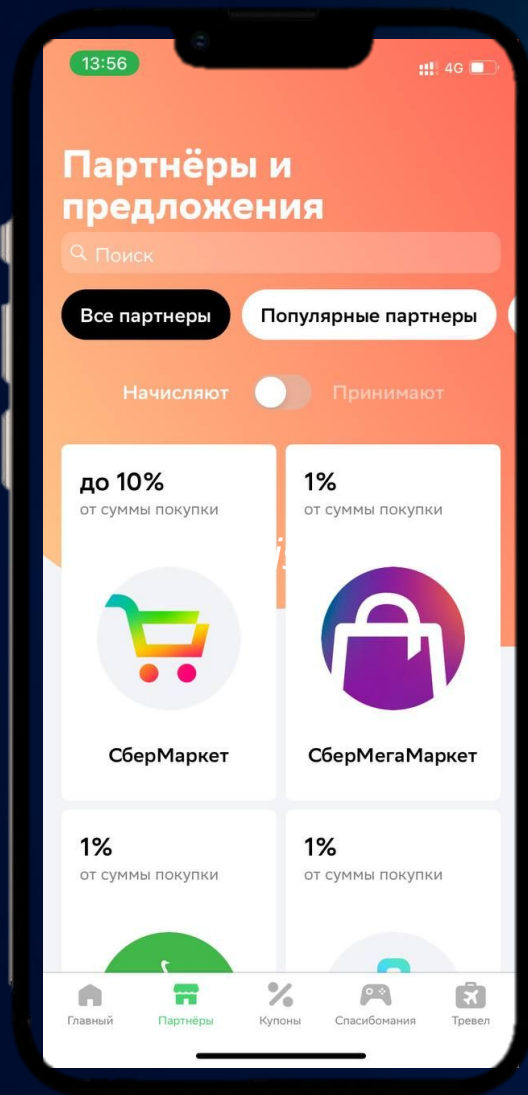 13:56
4G
Партнёры и
предложения
Поиск
Все партнеры
Популярные партнеры
Начисляют
Принимают
до 10%
от суммы покупки
1%
от суммы покупки
СберМаркет
СберМегаМаркет
1%
от суммы покупки
1%
от суммы покупки
Главный
Партнёры
Купоны
Спасибомания
Тревел